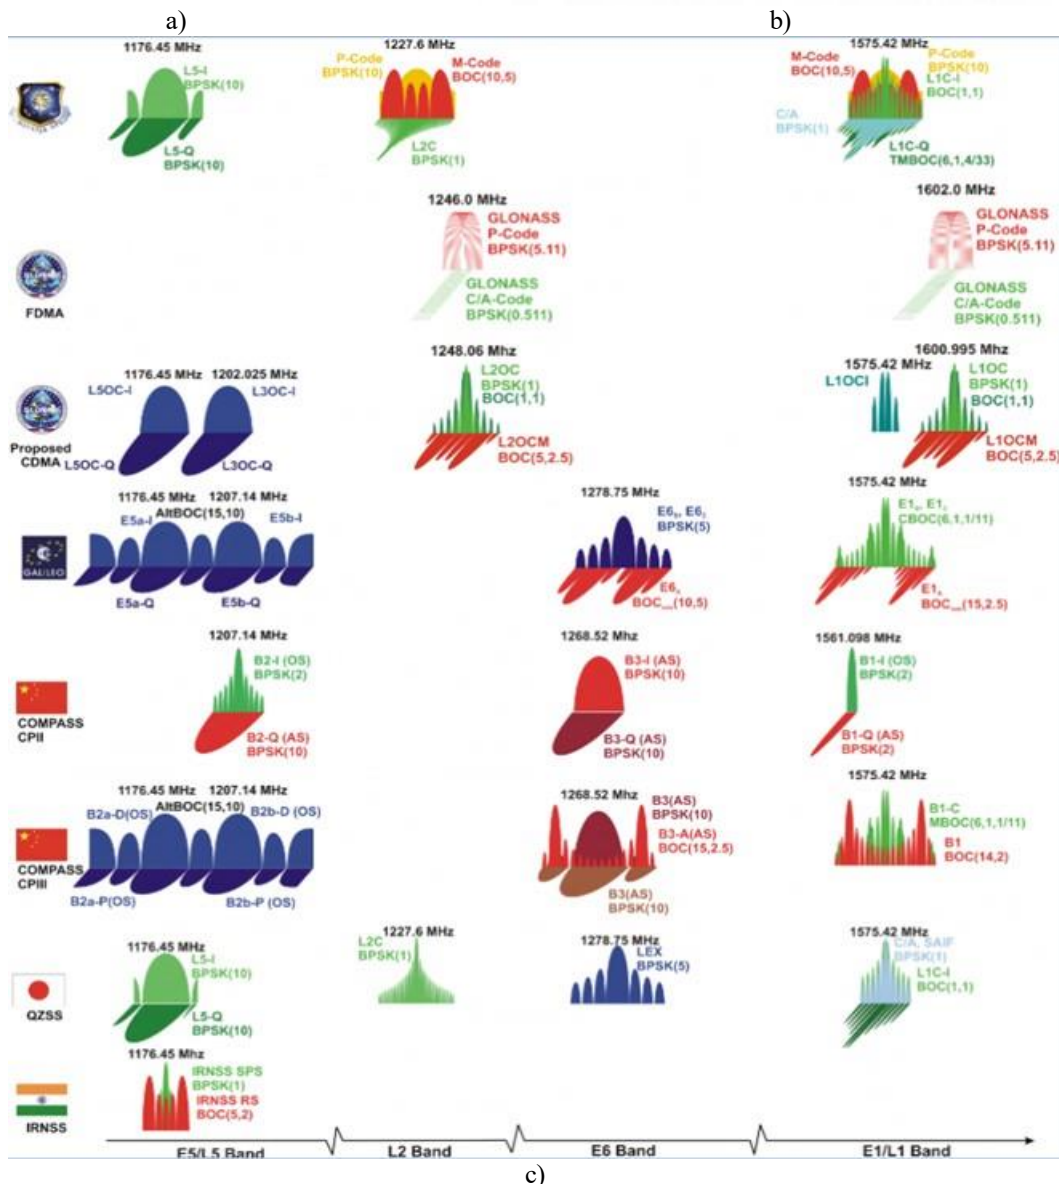 a)
b)
1176.45 MHz
L5-I
BPSK(10)
L5-Q
BPSK(10)
1227.6 MHz
P-Code
BPSK(10)
M-Code
BOC(10,5)
L2C
BPSK(1)
1575.42 MHz
M-Code
BOC(10,5)
P-Code
BPSK(10)
L1C-I
BOC(1,1)
C/A
BPSK(1)
L1C-Q
TMBOC(6,1,4/33)
FDMA
1246.0 MHz
GLONASS
P-Code
BPSK(5.11)
GLONASS
C/A-Code
BPSK(0.511)
1602.0 MHz
GLONASS
P-Code
BPSK(5.11)
GLONASS
C/A-Code
BPSK(0.511)
Proposed
CDMA
1176.45 MHz
1202.025 MHz
L5OC-I
L3OC-I
L5OC-Q
L3OC-Q
1248.06 Mhz
L2OC
BPSK(1)
BOC(1,1)
L2OCM
BOC(5,2.5)
1575.42 MHz
L1OCI
1600.995 Mhz
L1OC
BPSK(1)
BOC(1,1)
L1OCM
BOC(5,2.5)
GALILEO
1176.45 MHz
1207.14 MHz
AltBOC(15,10)
E5a-I
E5b-I
E5a-Q
E5b-Q
1278.75 MHz
BPSK(5)
BOC (10,5)
1575.42 MHz
CBOC(6,1,1/11)
BOC (15,2.5)
COMPASS
CPII
1207.14 MHz
B2-I (OS)
BPSK(2)
B2-Q (AS)
BPSK(10)
1268.52 Mhz
B3-I (AS)
BPSK(10)
B3-Q (AS)
BPSK(10)
1561.098 MHz
B1-I (OS)
BPSK(2)
B1-Q (AS)
BPSK(2)
COMPASS
CPIII
1176.45 MHz
1207.14 MHz
AltBOC(15,10)
B2a-D(OS)
B2b-D (OS)
B2a-P(OS)
B2b-P (OS)
1268.52 Mhz
B3(AS)
BPSK(10)
B3-A(AS)
BOC(15,2.5)
B3(AS)
BPSK(10)
1575.42 MHz
B1-C
MBOC(6,1,1/11)
B1
BOC(14,2)
QZSS
1176.45 MHz
L5-I
BPSK(10)
L5-Q
BPSK(10)
1227.6 MHz
L2C
BPSK(1)
1278.75 MHz
LEX
BPSK(5)
1575.42 MHz
C/A, SAIF
BPSK(1)
L1C-I
BOC(1,1)
IRNSS
1176.45 Mhz
IRNSS SPS
BPSK(1)
IRNSS RS
BOC(5,2)
E5/L5 Band
L2 Band
E6 Band
E1/L1 Band
c)